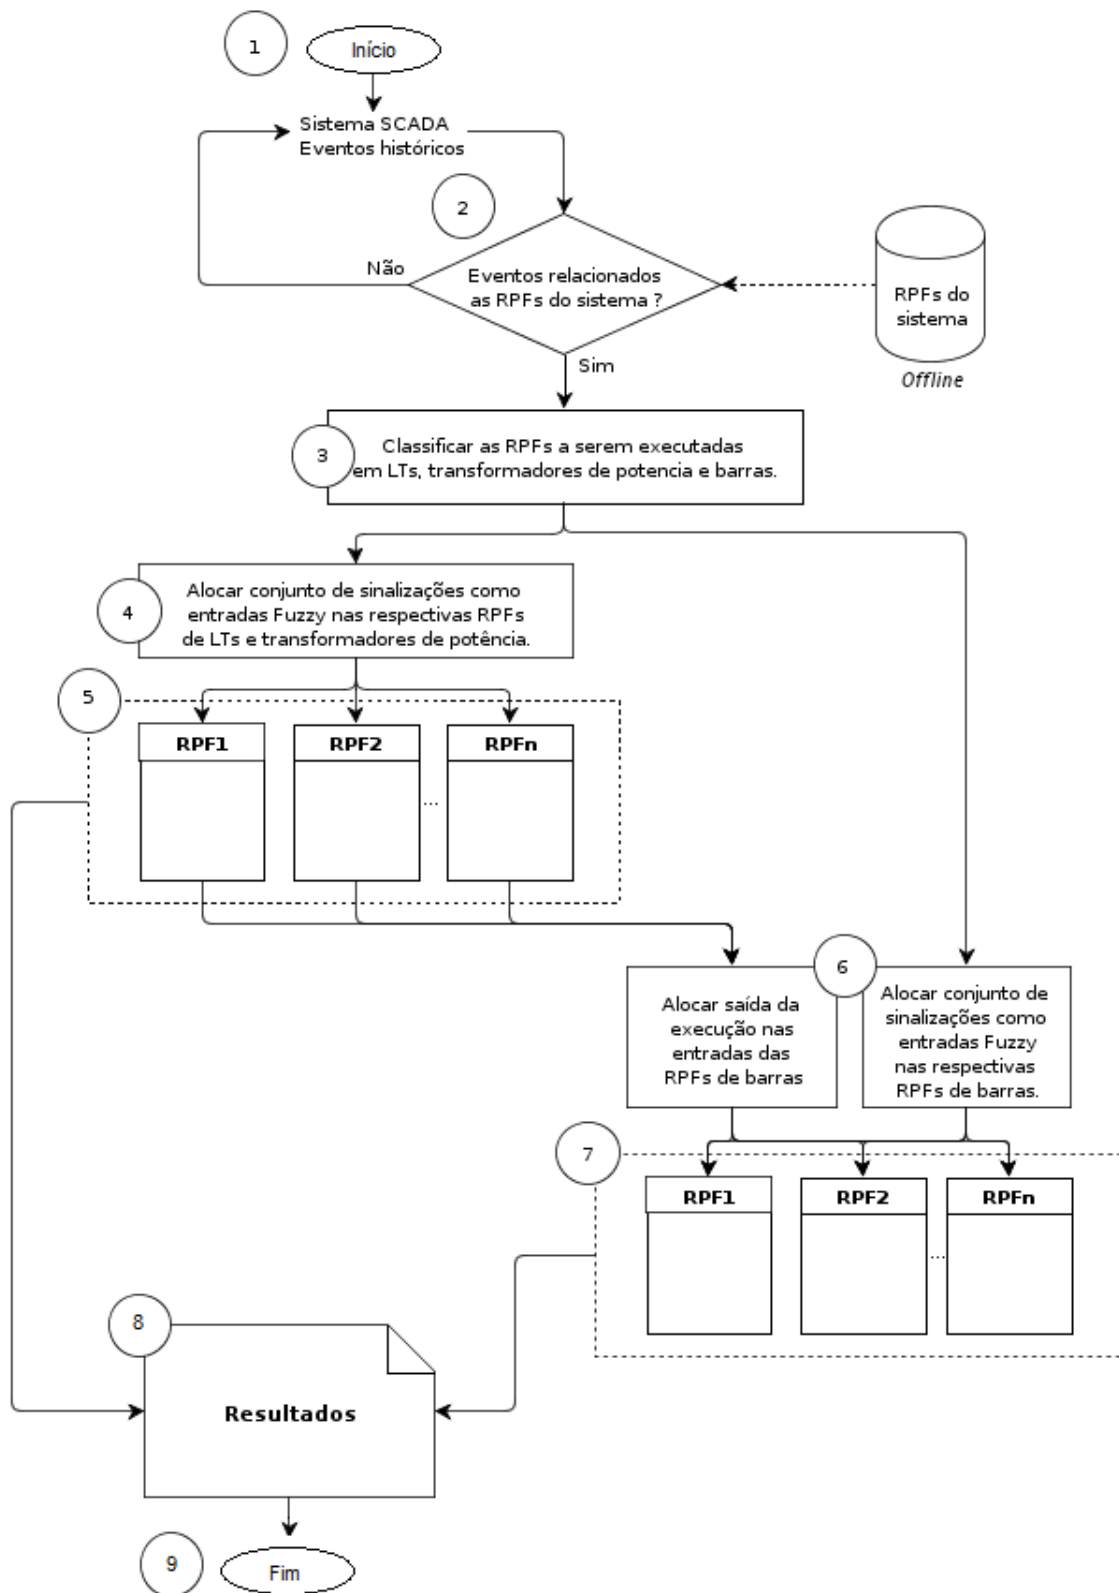 1
Início
Sistema SCADA
Eventos históricos
2
Não
Eventos relacionados
as RPFs do sistema ?
RPFs do
sistema
Offline
Sim
3
Classificar as RPFs a serem executadas
em LTs, transformadores de potencia e barras.
4
Alocar conjunto de sinalizações como
entradas Fuzzy nas respectivas RPFs
de LTs e transformadores de potência.
5
RPF1
RPF2
RPFn
...
6
Alocar saída da
execução nas
entradas das
RPFs de barras
Alocar conjunto de
sinalizações como
entradas Fuzzy
nas respectivas
RPFs de barras.
7
RPF1
RPF2
RPFn
...
8
Resultados
9
Fim